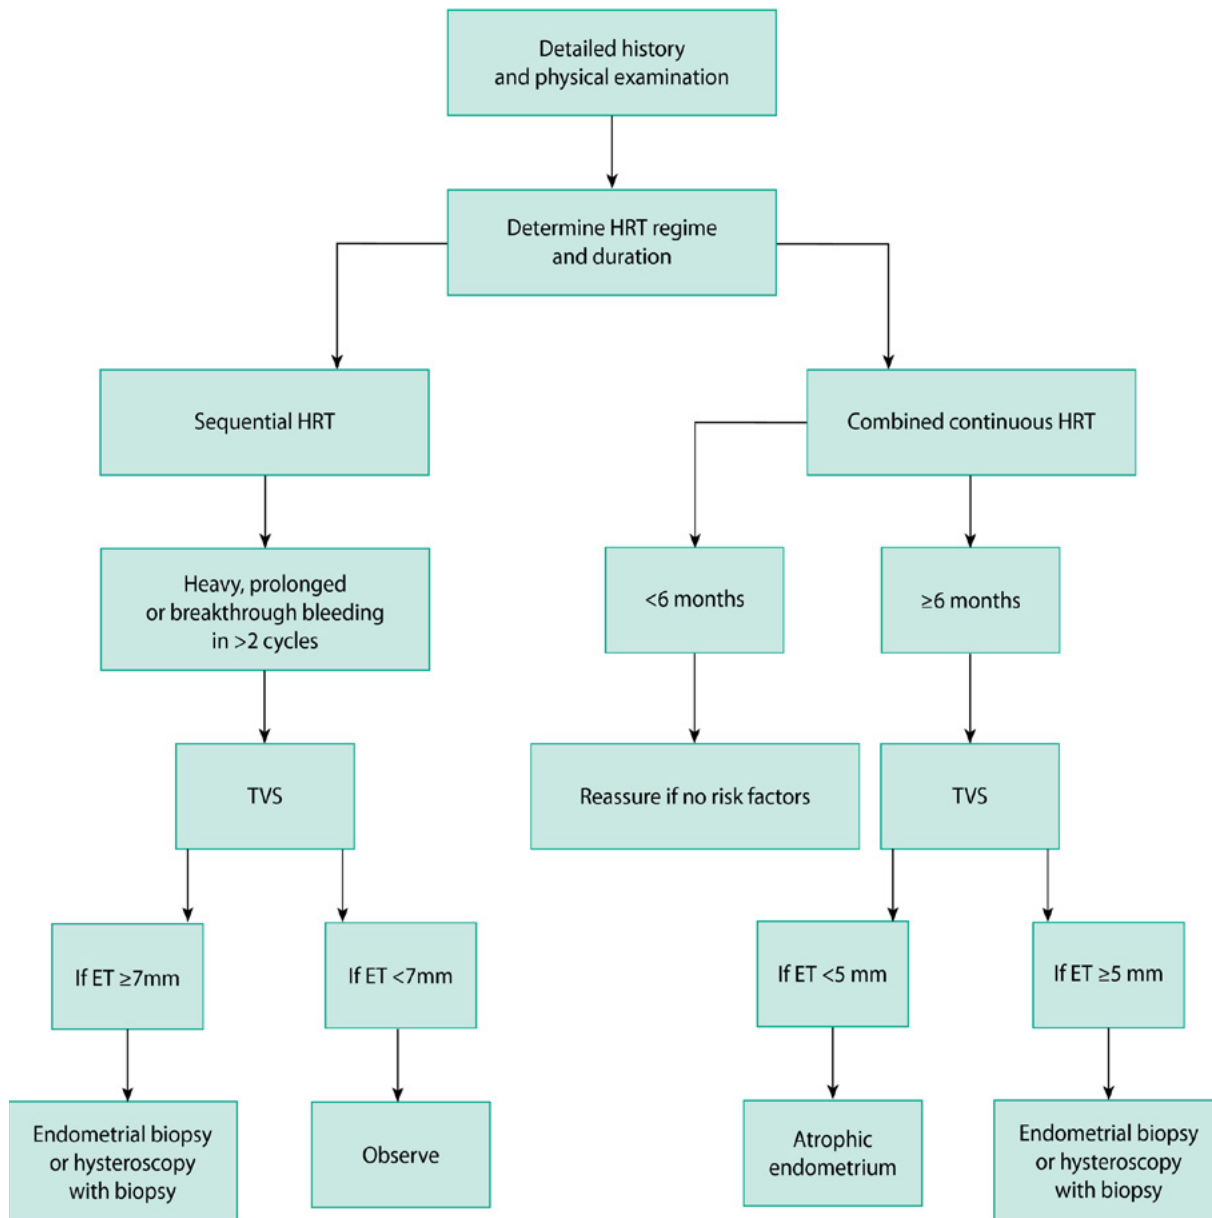 Detailed history
and physical examination
Determine HRT regime
and duration
Sequential HRT
Combined continuous HRT
Heavy, prolonged
or breakthrough bleeding
in >2 cycles
<6 months
≥6 months
TVS
Reassure if no risk factors
TVS
If ET ≥7mm
If ET <7mm
If ET <5 mm
If ET ≥5 mm
Endometrial biopsy
or hysteroscopy
with biopsy
Observe
Atrophic
endometrium
Endometrial biopsy
or hysteroscopy
with biopsy